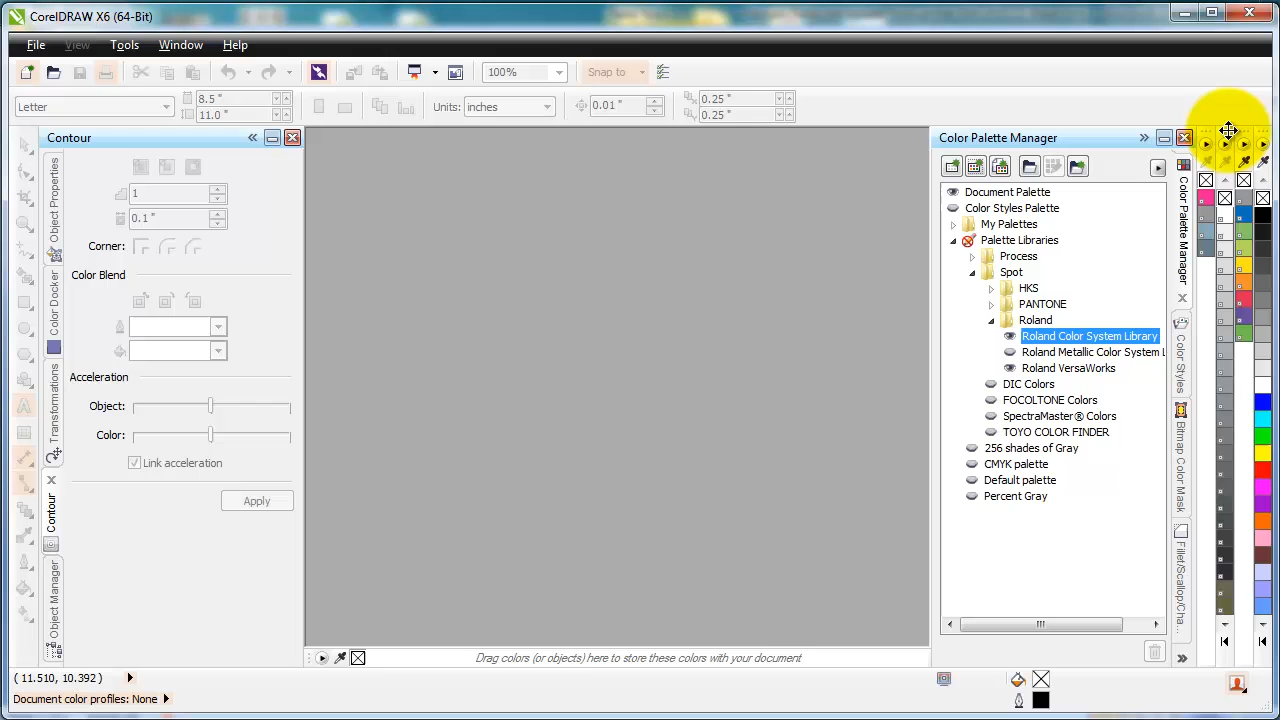 CorelDRAW X6 (64-Bit)
File View Tools Window Help
100% Snap to
Letter 8.5 " 11.0 " Units: inches 0.01 " 0.25 " 0.25 "
Contour
1
0.1 "
Corner:
Color Blend
Acceleration
Object:
Color:
Link acceleration
Apply
Object Properties
Color Docker
Transformations
Contour
Object Manager
Color Palette Manager
Document Palette
Color Styles Palette
My Palettes
Palette Libraries
Process
Spot
HKS
PANTONE
Roland
Roland Color System Library
Roland Metallic Color System L
Roland VersaWorks
DIC Colors
FOCOLTONE Colors
SpectraMaster® Colors
TOYO COLOR FINDER
256 shades of Gray
CMYK palette
Default palette
Percent Gray
Color Palette Manager
Color Styles
Bitmap Color Mask
Fillet/Scallop/Cha...
Drag colors (or objects) here to store these colors with your document
( 11.510, 10.392 )
Document color profiles: None